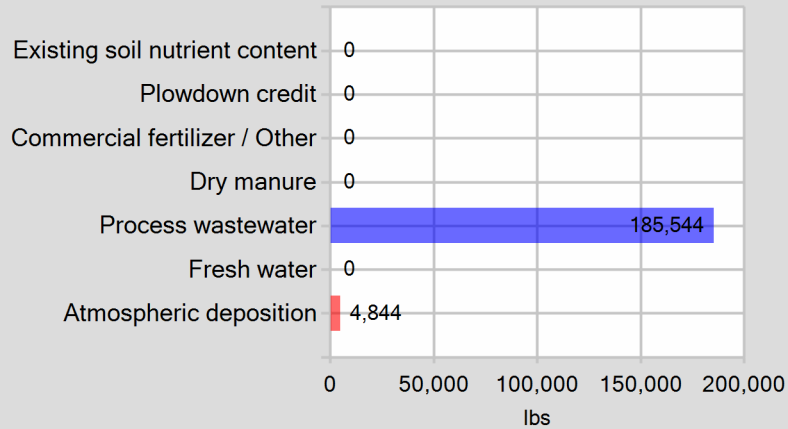 Existing soil nutrient content 0
Plowdown credit 0
Commercial fertilizer / Other 0
Dry manure 0
Process wastewater 185,544
Fresh water 0
Atmospheric deposition 4,844
0 50,000 100,000 150,000 200,000
lbs